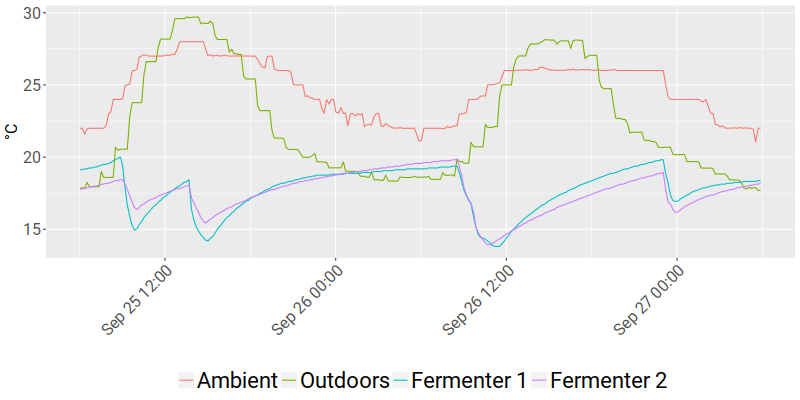 30
25
20
15
°C
Sep 25 12:00
Sep 26 00:00
Sep 26 12:00
Sep 27 00:00
Ambient Outdoors Fermenter 1 Fermenter 2